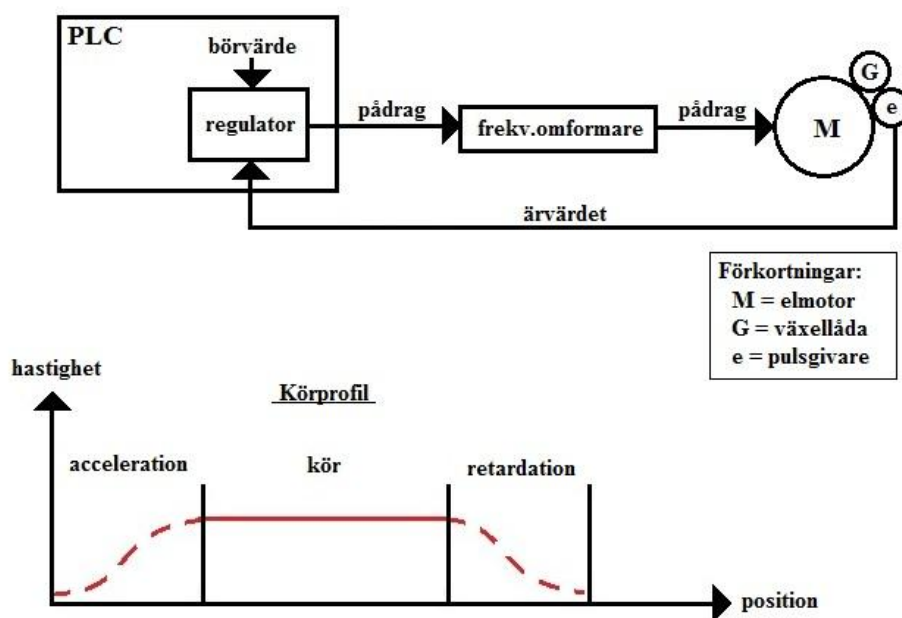 PLC
börvärde
regulator
pådrag
frekv.omformare
pådrag
M
G
e
ärvärdet
Förkortningar:
M = elmotor
G = växellåda
e = pulsgivare
hastighet
Körprofil
acceleration
kör
retardation
position